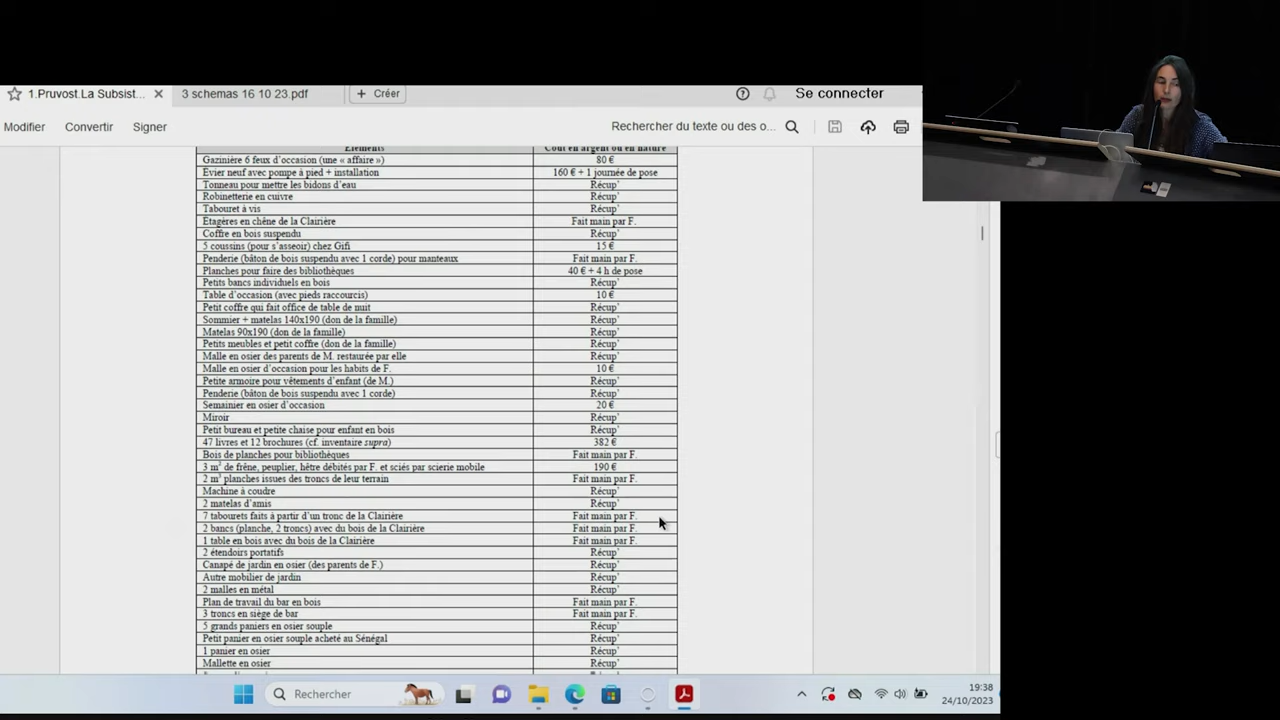 1.Pruvost.La Subsist...
3 schemas 16 10 23.pdf
+ Créer
Se connecter
Modifier
Convertir
Signer
Rechercher du texte ou des o...
Eléments Coût en argent ou en nature
Gazinière 6 feux d'occasion (une « affaire ») 80 €
Évier neuf avec pompe à pied + installation 160 € + 1 journée de pose
Tonneau pour mettre les bidons d'eau Récup'
Robinetterie en cuivre Récup'
Tabouret à vis Récup'
Étagères en chêne de la Clairière Fait main par F.
Coffre en bois suspendu Récup'
5 coussins (pour s'asseoir) chez Gifi 15 €
Penderie (bâton de bois suspendu avec 1 corde) pour manteaux Fait main par F.
Planches pour faire des bibliothèques 40 € + 4 h de pose
Petits bancs individuels en bois Récup'
Table d'occasion (avec pieds raccourcis) 10 €
Petit coffre qui fait office de table de nuit Récup'
Sommier + matelas 140x190 (don de la famille) Récup'
Matelas 90x190 (don de la famille) Récup'
Petits meubles et petit coffre (don de la famille) Récup'
Malle en osier des parents de M. restaurée par elle Récup'
Malle en osier d'occasion pour les habits de F. 10 €
Petite armoire pour vêtements d'enfant (de M.) Récup'
Penderie (bâton de bois suspendu avec 1 corde) Récup'
Semainier en osier d'occasion 20 €
Miroir Récup'
Petit bureau et petite chaise pour enfant en bois Récup'
47 livres et 12 brochures (cf. inventaire supra) 382 €
Bois de planches pour bibliothèques Fait main par F.
3 m³ de frêne, peuplier, hêtre débités par F. et sciés par scierie mobile 190 €
2 m³ planches issues des troncs de leur terrain Fait main par F.
Machine à coudre Récup'
2 matelas d'amis Récup'
7 tabourets faits à partir d'un tronc de la Clairière Fait main par F.
2 bancs (planche, 2 troncs) avec du bois de la Clairière Fait main par F.
1 table en bois avec du bois de la Clairière Fait main par F.
2 étendoirs portatifs Récup'
Canapé de jardin en osier (des parents de F.) Récup'
Autre mobilier de jardin Récup'
2 malles en métal Récup'
Plan de travail du bar en bois Fait main par F.
3 troncs en siège de bar Fait main par F.
5 grands paniers en osier souple Récup'
Petit panier en osier souple acheté au Sénégal Récup'
1 panier en osier Récup'
Mallette en osier Récup'
Rechercher
19:38
24/10/2023